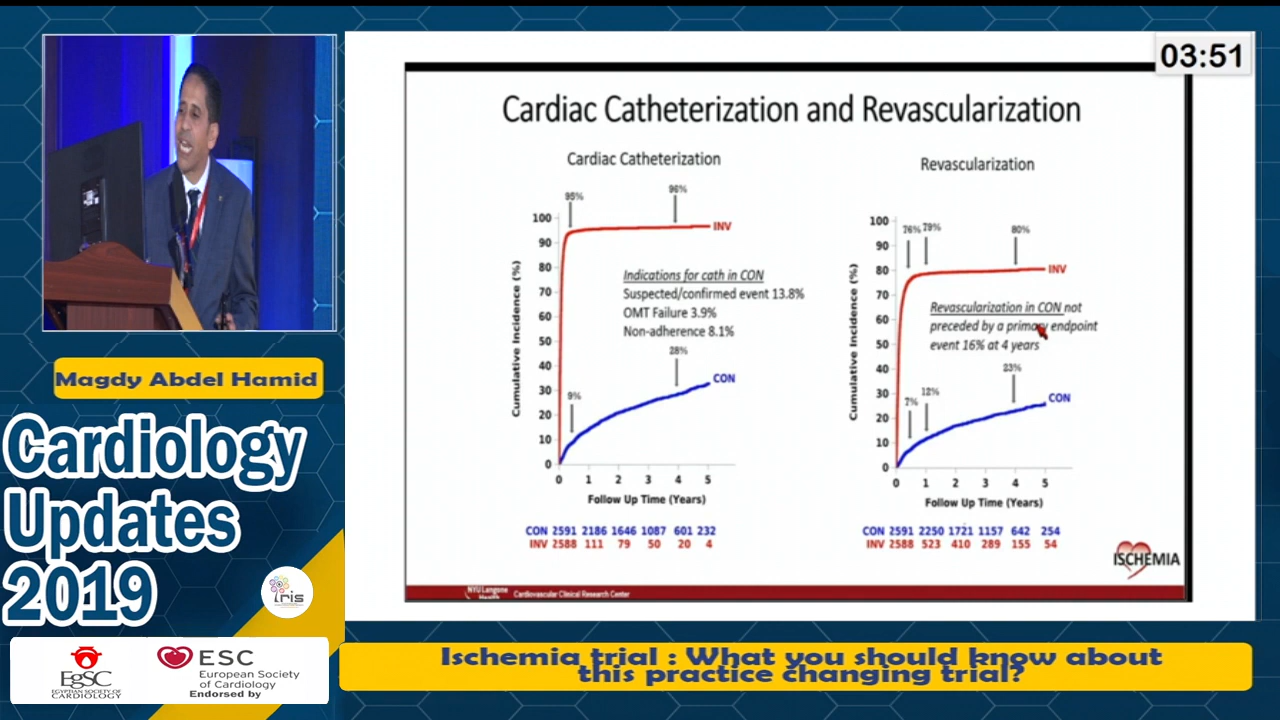 03:51
Cardiac Catheterization and Revascularization
Cardiac Catheterization
95%
96%
100
90
80
70
60
50
40
30
20
10
0
Cumulative Incidence (%)
INV
Indications for cath in CON
Suspected/confirmed event 13.8%
OMT Failure 3.9%
Non-adherence 8.1%
28%
CON
9%
0 1 2 3 4 5
Follow Up Time (Years)
CON 2591 2186 1646 1087 601 232
INV 2588 111 79 50 20 4
Revascularization
76% 79%
80%
100
90
80
70
60
50
40
30
20
10
0
Cumulative Incidence (%)
INV
Revascularization in CON not
preceded by a primary endpoint
event 16% at 4 years
23%
12%
7%
CON
0 1 2 3 4 5
Follow Up Time (Years)
CON 2591 2250 1721 1157 642 254
INV 2588 523 410 289 155 54
ISCHEMIA
NYU Langone
Health
Cardiovascular Clinical Research Center
Magdy Abdel Hamid
Cardiology
Updates
2019
iris
EgSC
EGYPTIAN SOCIETY OF
CARDIOLOGY
ESC
European Society
of Cardiology
Endorsed by
Ischemia trial : What you should know about
this practice changing trial?